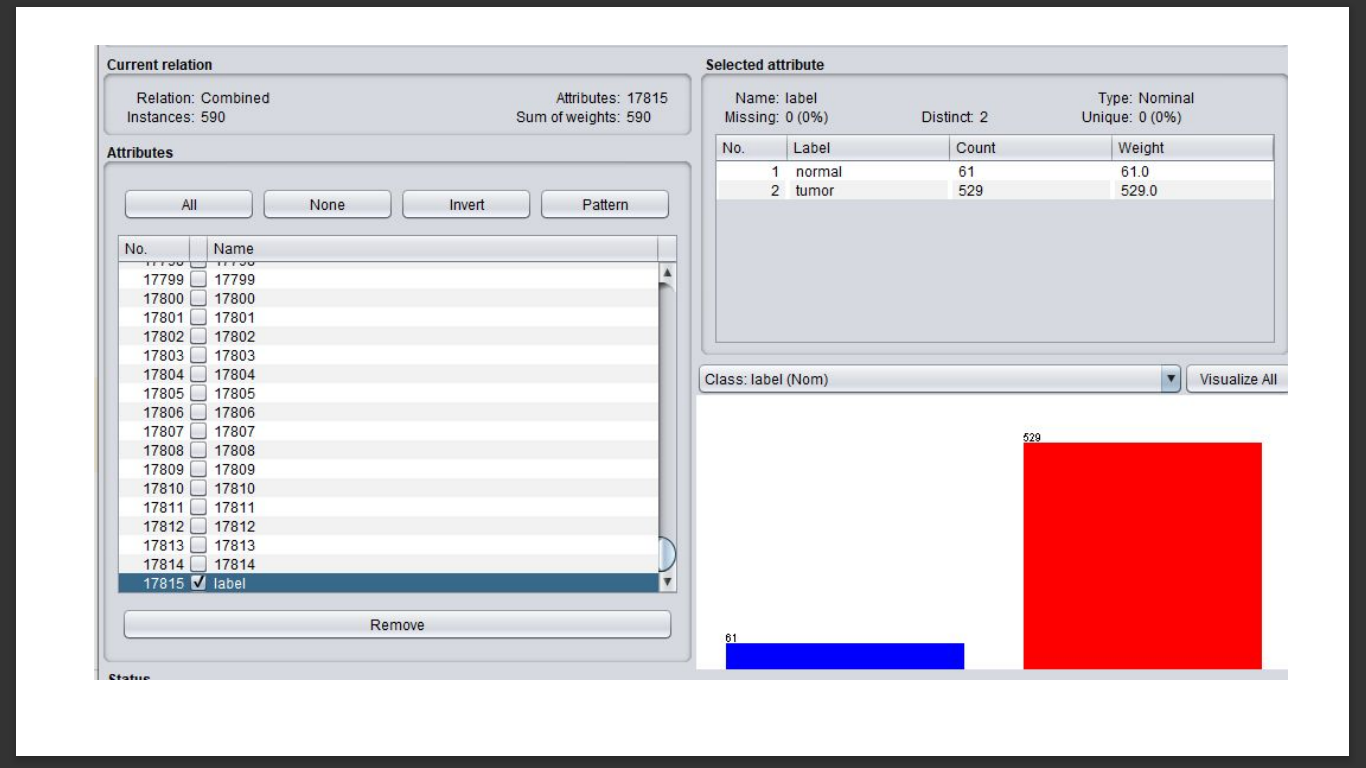 Current relation
Relation: Combined Attributes: 17815
Instances: 590 Sum of weights: 590
Attributes
All None Invert Pattern
No. Name
17798 17798
17799 17799
17800 17800
17801 17801
17802 17802
17803 17803
17804 17804
17805 17805
17806 17806
17807 17807
17808 17808
17809 17809
17810 17810
17811 17811
17812 17812
17813 17813
17814 17814
17815 label
Remove
Status
Selected attribute
Name: label Type: Nominal
Missing: 0 (0%) Distinct: 2 Unique: 0 (0%)
No. Label Count Weight
1 normal 61 61.0
2 tumor 529 529.0
Class: label (Nom) Visualize All
529
61